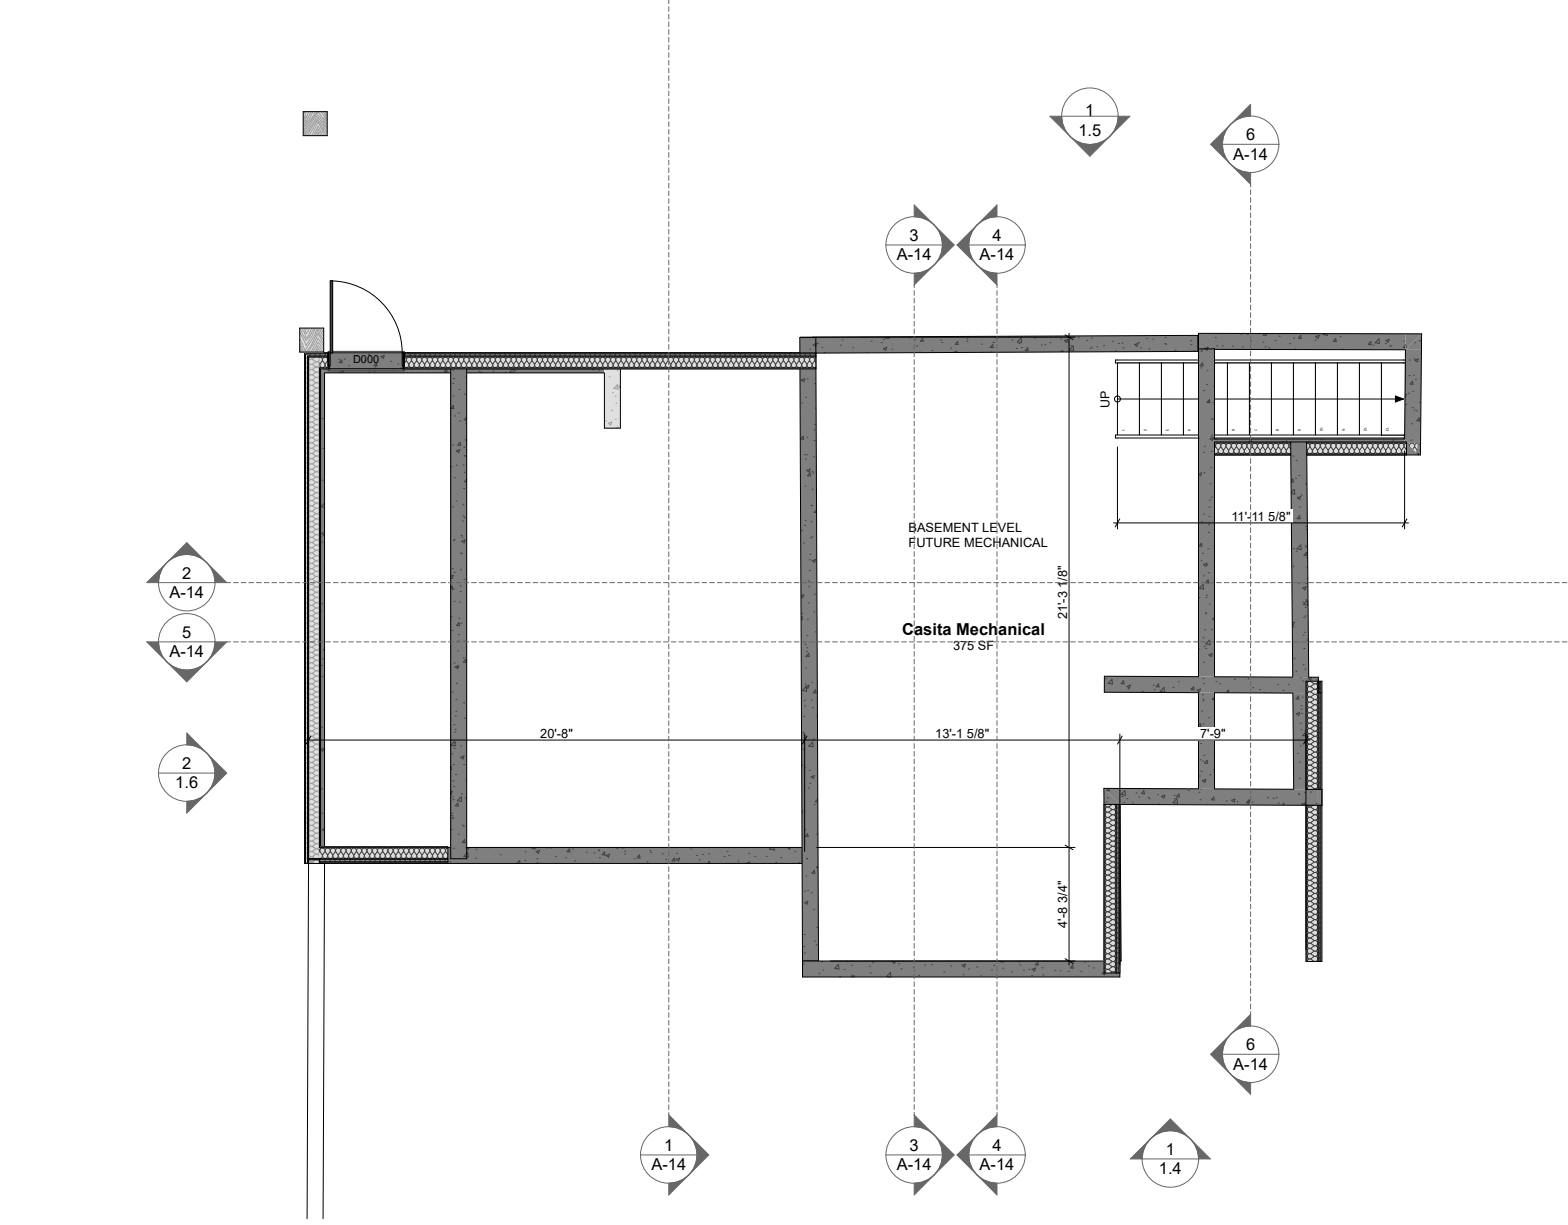 1
1.5
6
A-14
3
A-14
4
A-14
D000
UP
11'-11 5/8"
BASEMENT LEVEL
FUTURE MECHANICAL
2
A-14
21'-3 1/8"
5
A-14
Casita Mechanical
375 SF
20'-8"
13'-1 5/8"
7'-9"
2
1.6
4'-8 3/4"
6
A-14
1
A-14
3
A-14
4
A-14
1
1.4